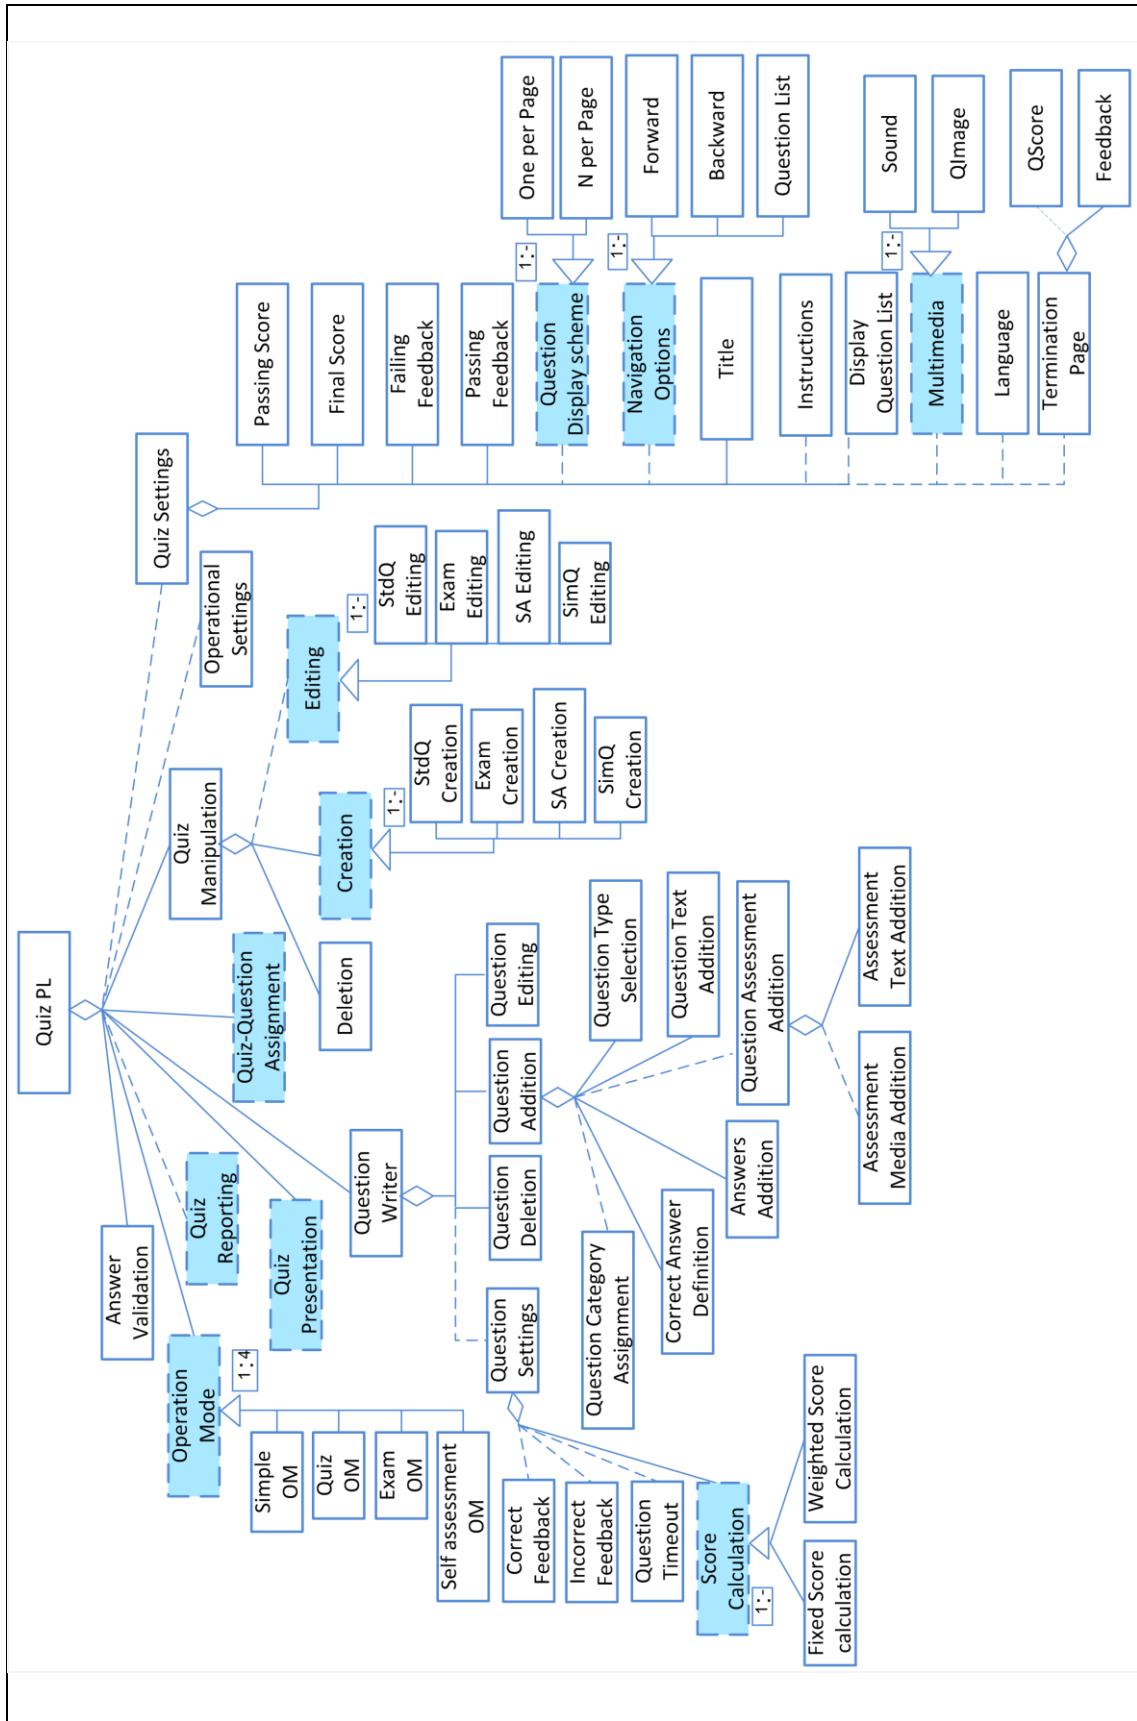 Quiz PL
Answer
Validation
Operation
Mode
1:4
Simple
OM
Quiz
OM
Exam
OM
Self assessment
OM
Quiz
Reporting
Quiz
Presentation
Question
Writer
Quiz-Question
Assignment
Quiz
Manipulation
Deletion
Creation
1:-
StdQ
Creation
Exam
Creation
SA Creation
SimQ
Creation
Editing
1:-
StdQ
Editing
Exam
Editing
SA Editing
SimQ
Editing
Operational
Settings
Quiz Settings
Passing Score
Final Score
Failing
Feedback
Passing
Feedback
Question
Display scheme
1:-
One per Page
N per Page
Navigation
Options
1:-
Forward
Backward
Question List
Title
Instructions
Display
Question List
Multimedia
1:-
Sound
QImage
Language
Termination
Page
QScore
Feedback
Question
Settings
Question
Deletion
Question
Addition
Question
Editing
Correct
Feedback
Incorrect
Feedback
Question
Timeout
Score
Calculation
1:-
Fixed Score
calculation
Weighted Score
Calculation
Question Category
Assignment
Correct Answer
Definition
Answers
Addition
Question Assessment
Addition
Question Text
Addition
Question Type
Selection
Assessment
Media Addition
Assessment
Text Addition